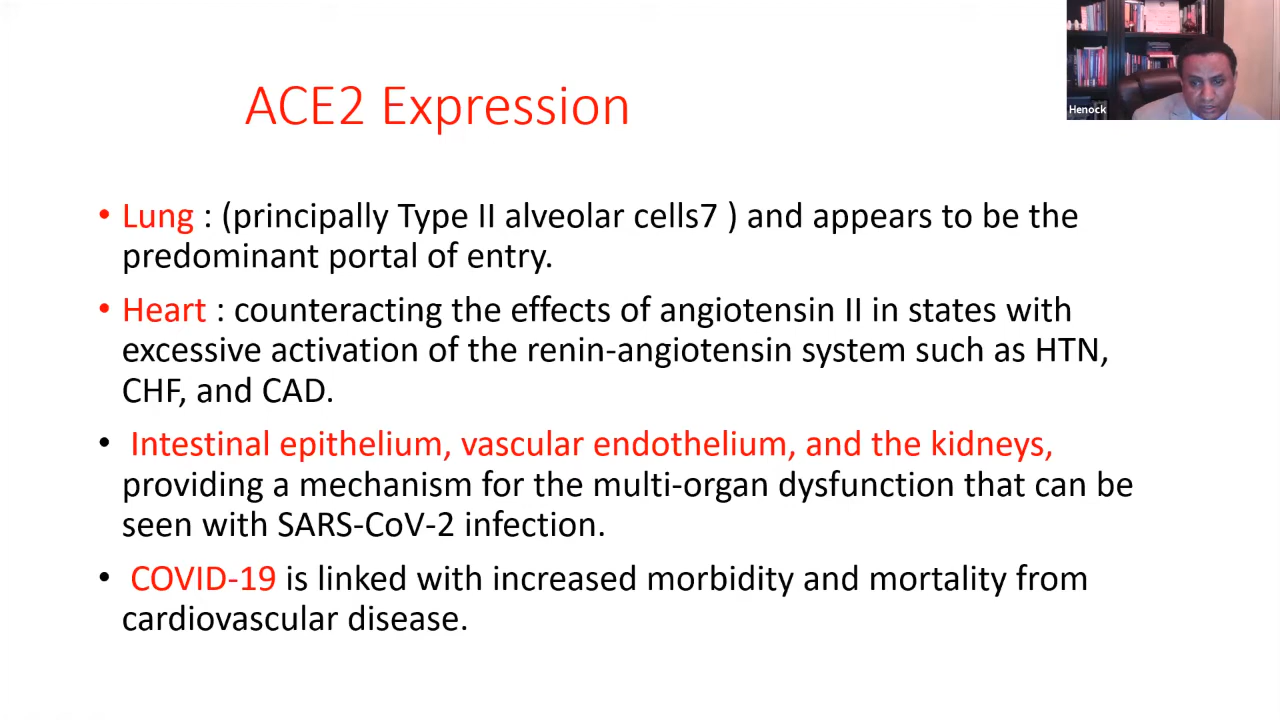 Henock
ACE2 Expression
• Lung : (principally Type II alveolar cells7 ) and appears to be the
predominant portal of entry.
• Heart : counteracting the effects of angiotensin II in states with
excessive activation of the renin-angiotensin system such as HTN,
CHF, and CAD.
• Intestinal epithelium, vascular endothelium, and the kidneys,
providing a mechanism for the multi-organ dysfunction that can be
seen with SARS-CoV-2 infection.
• COVID-19 is linked with increased morbidity and mortality from
cardiovascular disease.